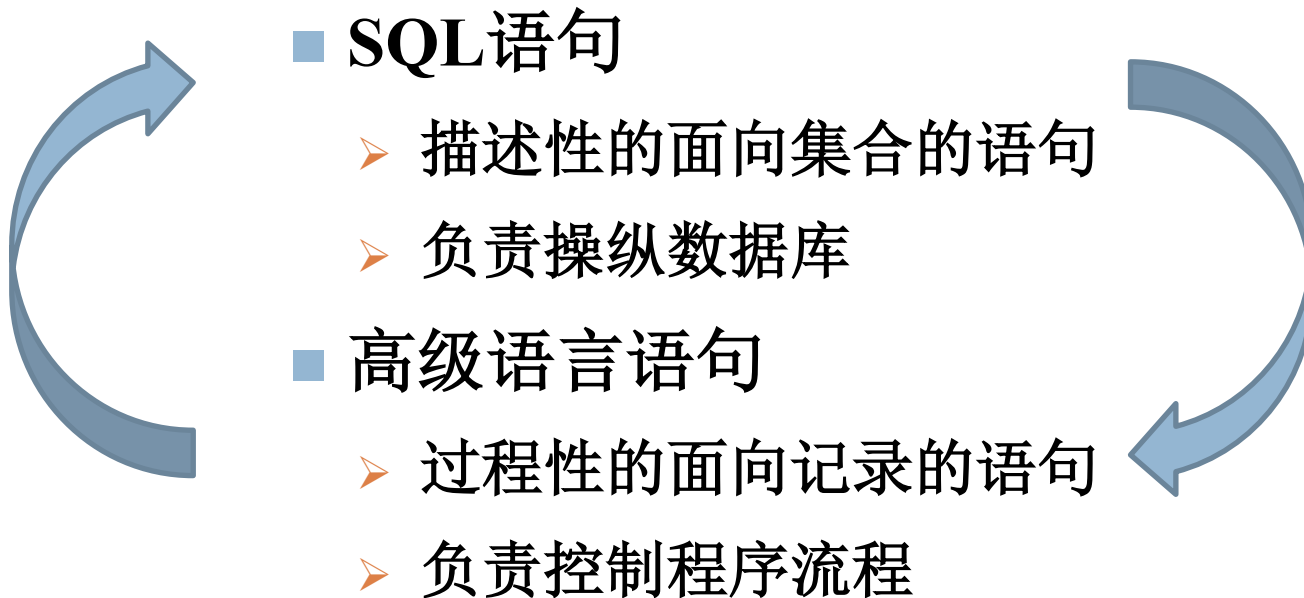 SQL语句
描述性的面向集合的语句
负责操纵数据库
高级语言语句
过程性的面向记录的语句
负责控制程序流程